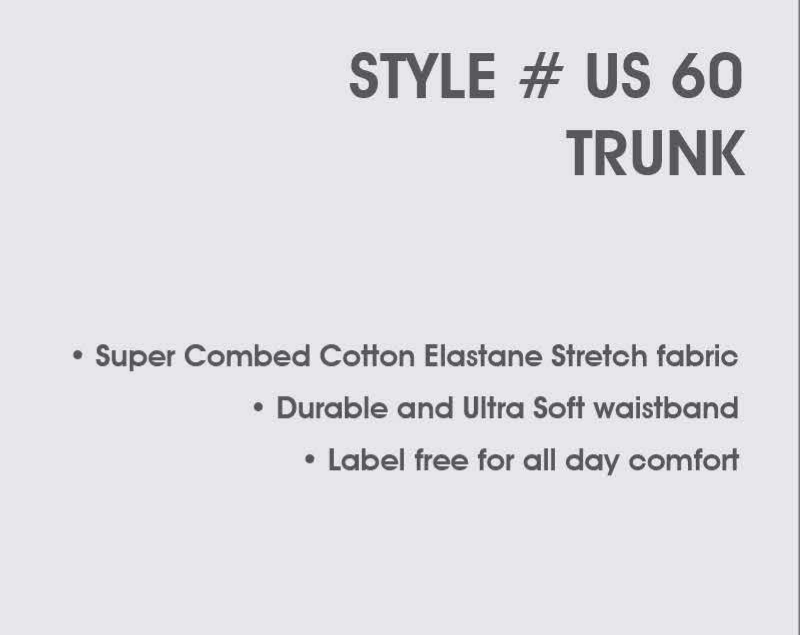 STYLE # US 60
TRUNK
• Super Combed Cotton Elastane Stretch fabric
• Durable and Ultra Soft waistband
• Label free for all day comfort